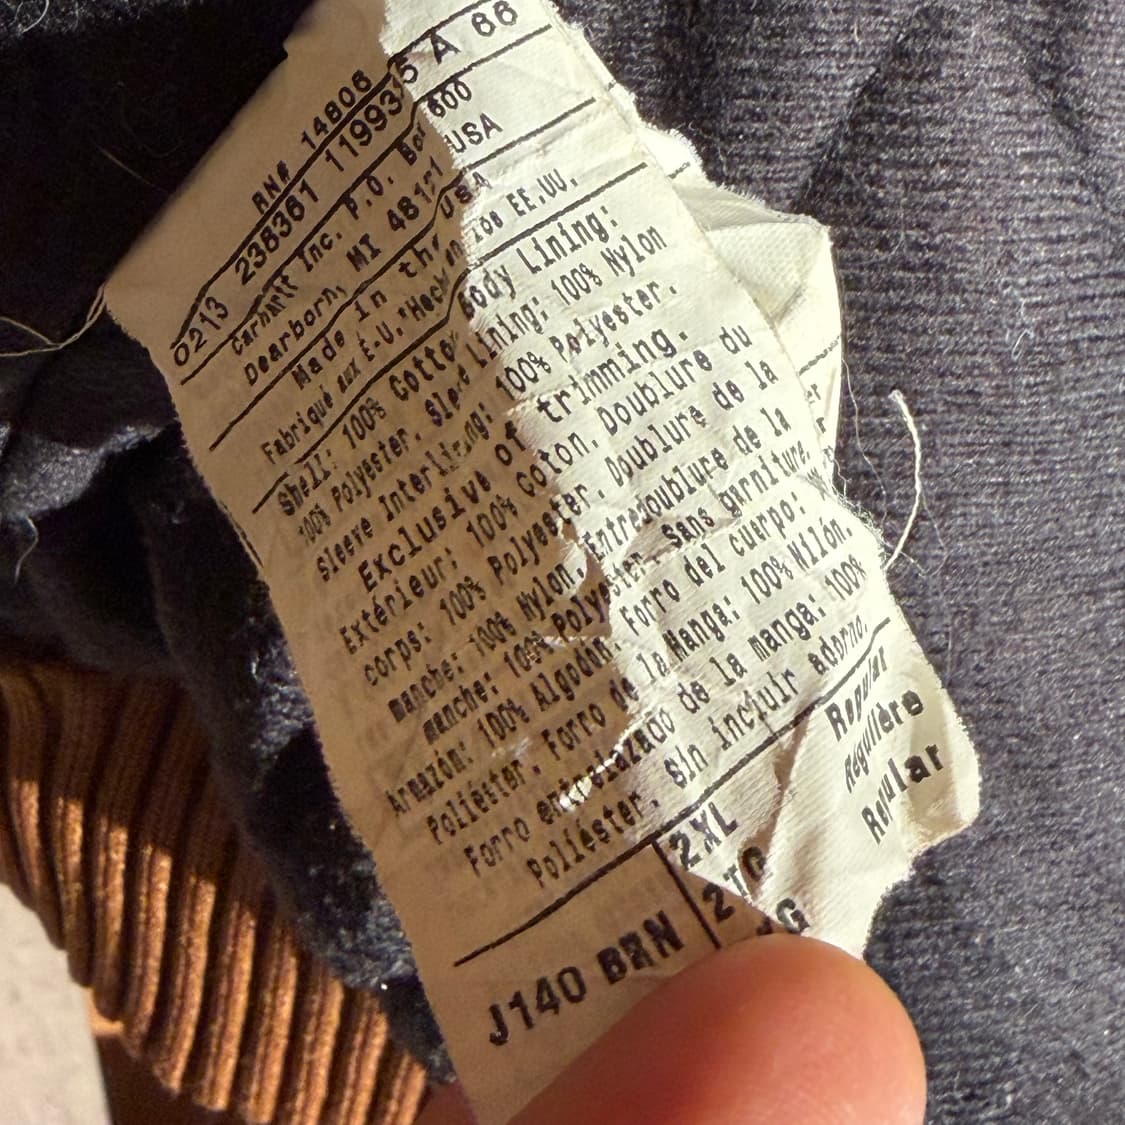 RN# 14806
0213 238361 119935 A 66
Carhartt Inc. P.O. Box 600
Dearborn, MI 48121 USA
Made in the USA
Fabriqué aux É.U. Hecho en los EE.UU.
Shell: 100% Cotton. Body Lining:
100% Polyester. Sleeve Lining: 100% Nylon
Sleeve Interlining: 100% Polyester.
Exclusive of trimming.
Extérieur: 100% Coton. Doublure du
corps: 100% Polyester. Doublure de la
manche: 100% Nylon. Entredoublure de la
manche: 100% Polyester. Sans garniture.
Armazón: 100% Algodón. Forro del cuerpo:
Poliéster. Forro de la Manga: 100% Nilón.
Forro entrelazado de la manga: 100%
Poliéster. Sin incluir adorno.
J140 BRN
2XL
2TG
Regular
Régulière
Regular